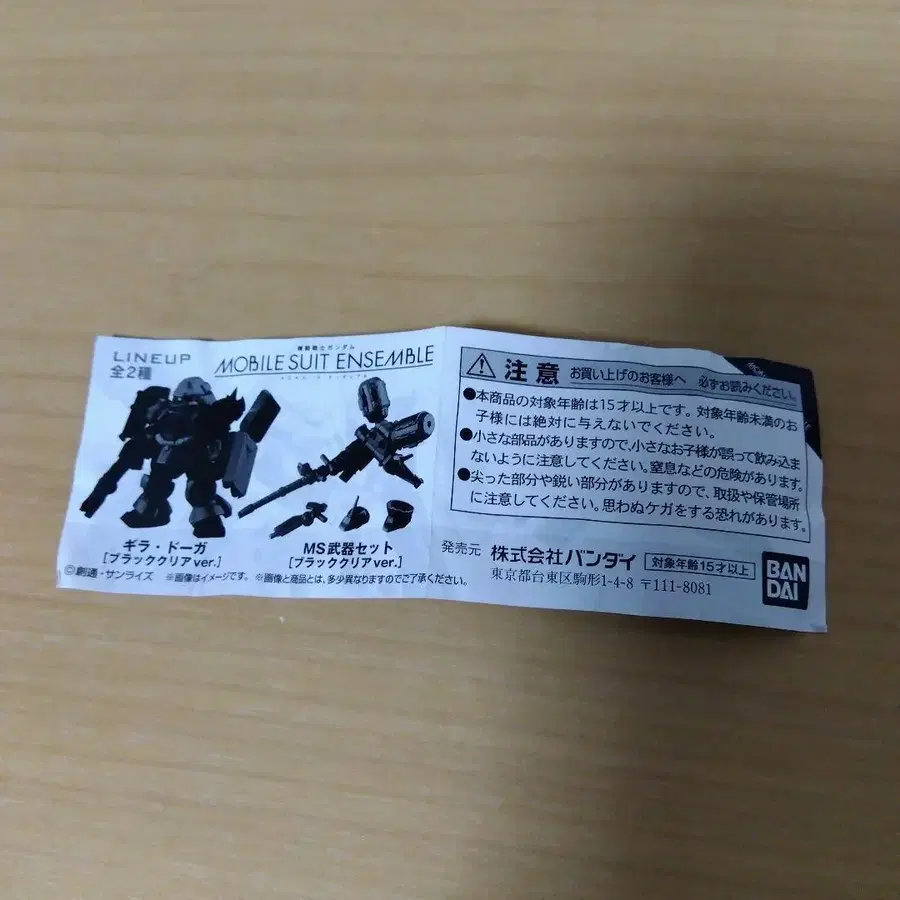 LINEUP
全2種
機動戦士ガンダム
MOBILE SUIT ENSEMBLE
ギラ・ドーガ
[ブラッククリアver.]
MS武器セット
[ブラッククリアver.]
©創通・サンライズ ※画像はイメージです。※画像と商品とは、多少異なりますのでご了承ください。
注意 お買い上げのお客様へ 必ずお読みください。
●本商品の対象年齢は15才以上です。対象年齢未満のお
子様には絶対に与えないでください。
●小さな部品がありますので、小さなお子様が誤って飲み込ま
ないように注意してください。窒息などの危険があります。
●尖った部分や鋭い部分がありますので、取扱や保管場所
に注意してください。思わぬケガをする恐れがあります。
発売元 株式会社バンダイ 対象年齢15才以上
東京都台東区駒形1-4-8 〒111-8081
BAN
DAI